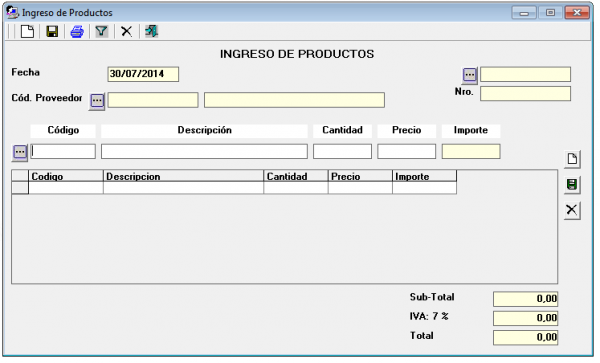 Ingreso de Productos
INGRESO DE PRODUCTOS
Fecha 30/07/2014
Nro.
Cód. Proveedor
Código Descripción Cantidad Precio Importe
Codigo Descripcion Cantidad Precio Importe
Sub-Total 0,00
IVA: 7 % 0,00
Total 0,00